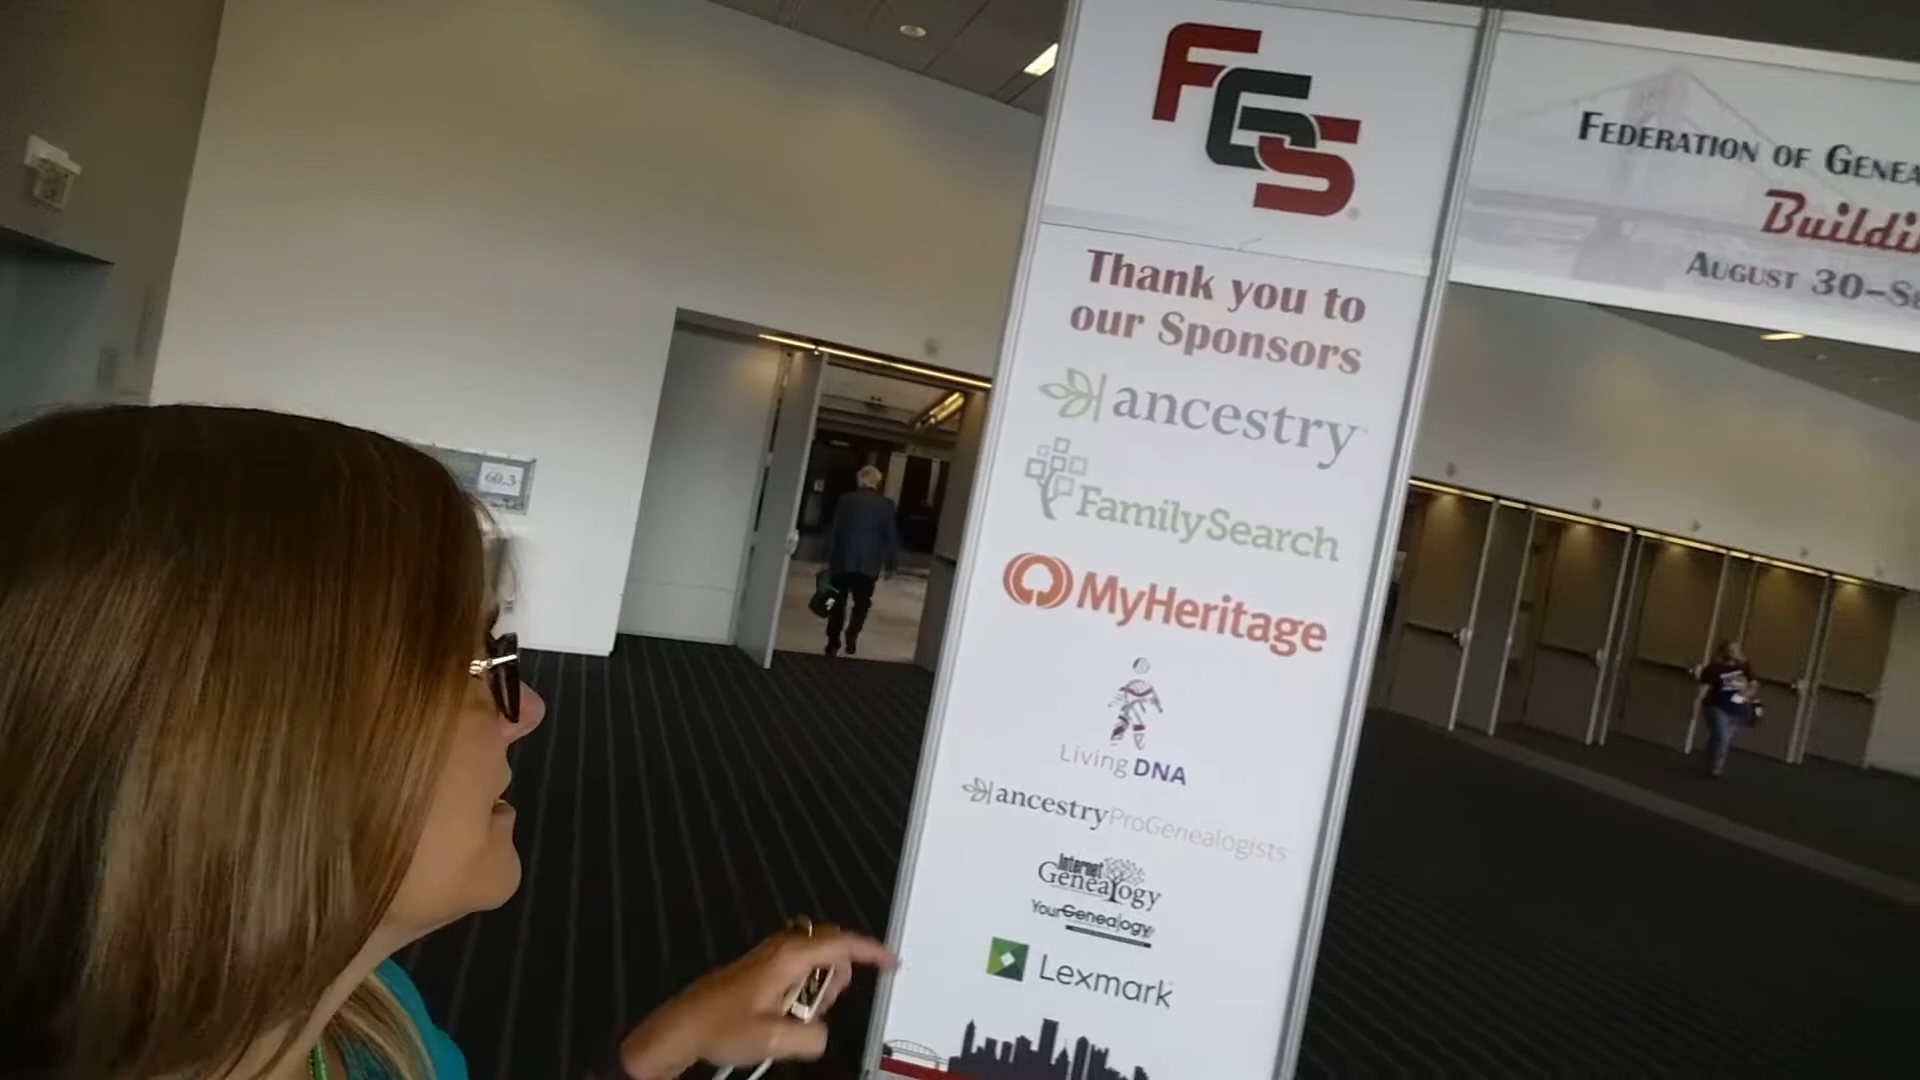 FGS
Thank you to
our Sponsors
ancestry
FamilySearch
MyHeritage
Living DNA
ancestryProGenealogists
Internet
Genealogy
YourGenealogy
Lexmark
FEDERATION OF GENEA
Buildi
AUGUST 30–SE
60.3